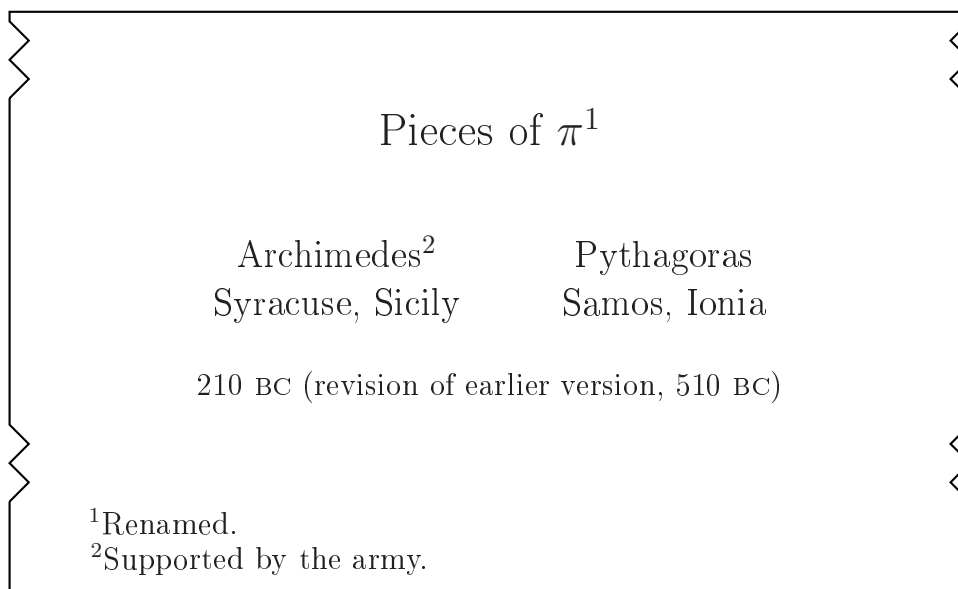 Pieces of π¹
Archimedes² Pythagoras
Syracuse, Sicily Samos, Ionia
210 BC (revision of earlier version, 510 BC)
¹Renamed.
²Supported by the army.